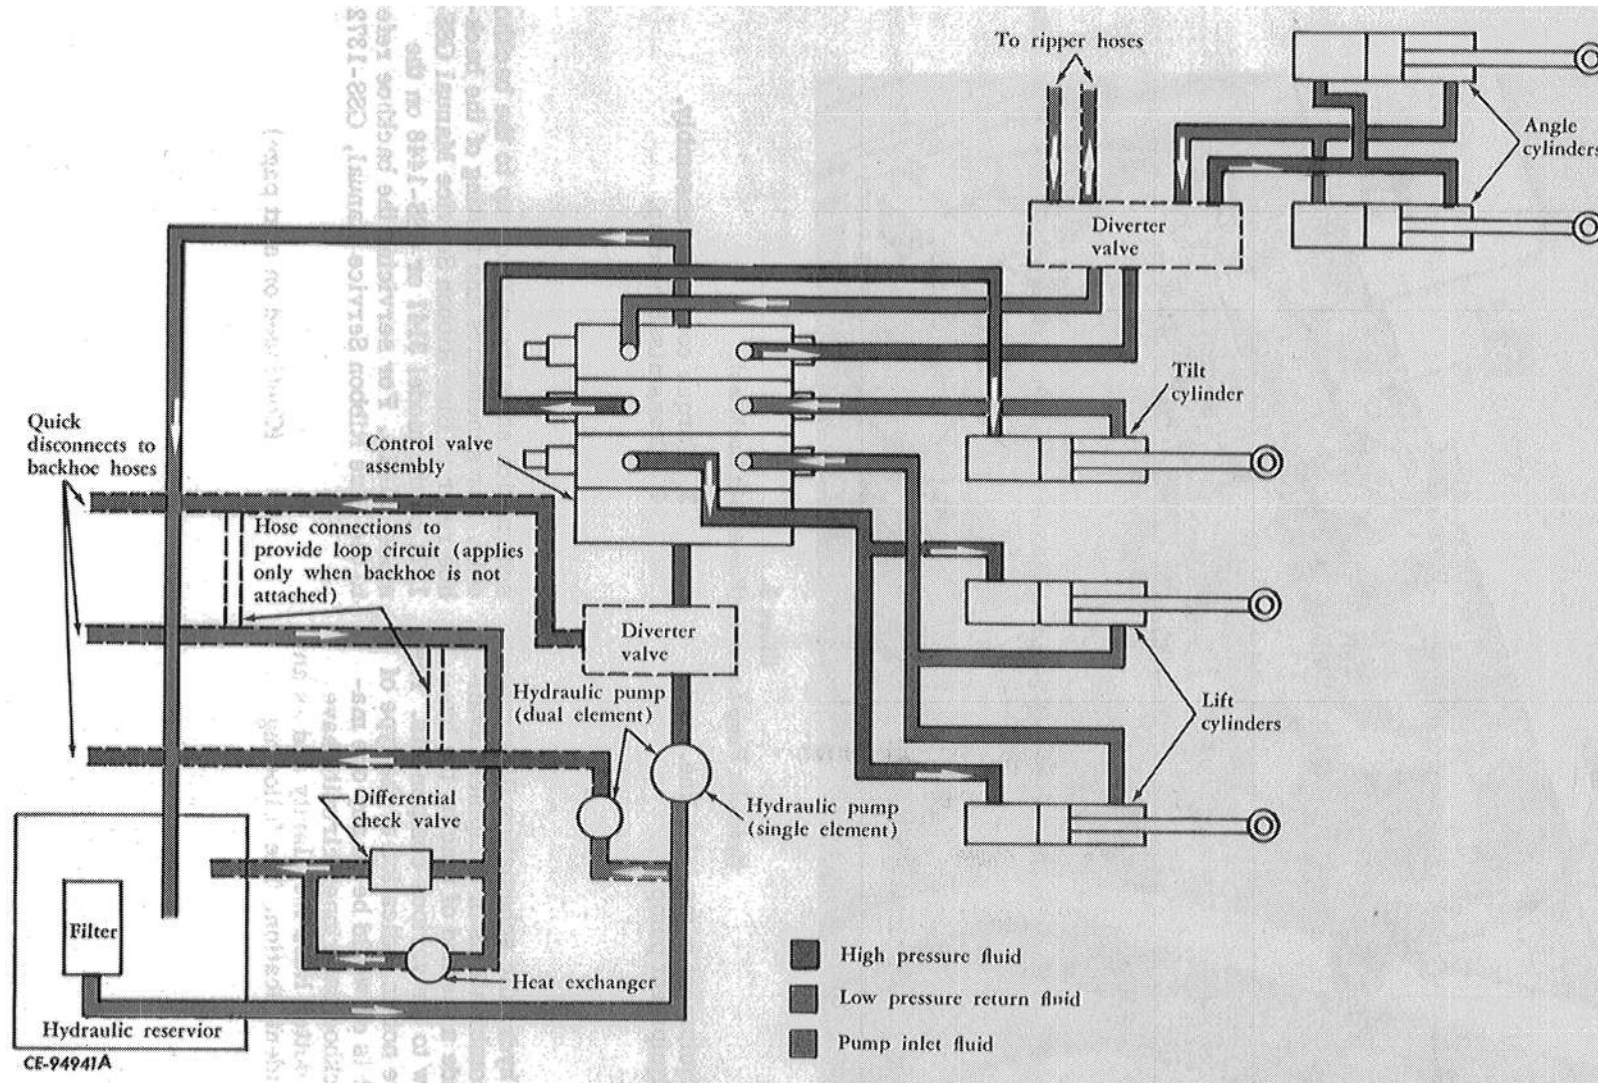 To ripper hoses
Angle
cylinders
Diverter
valve
Tilt
cylinder
Quick
disconnects to
backhoe hoses
Control valve
assembly
Hose connections to
provide loop circuit (applies
only when backhoe is not
attached)
Diverter
valve
Hydraulic pump
(dual element)
Lift
cylinders
Differential
check valve
Hydraulic pump
(single element)
Filter
High pressure fluid
Heat exchanger
Low pressure return fluid
Hydraulic reservior
Pump inlet fluid
CE-94941A